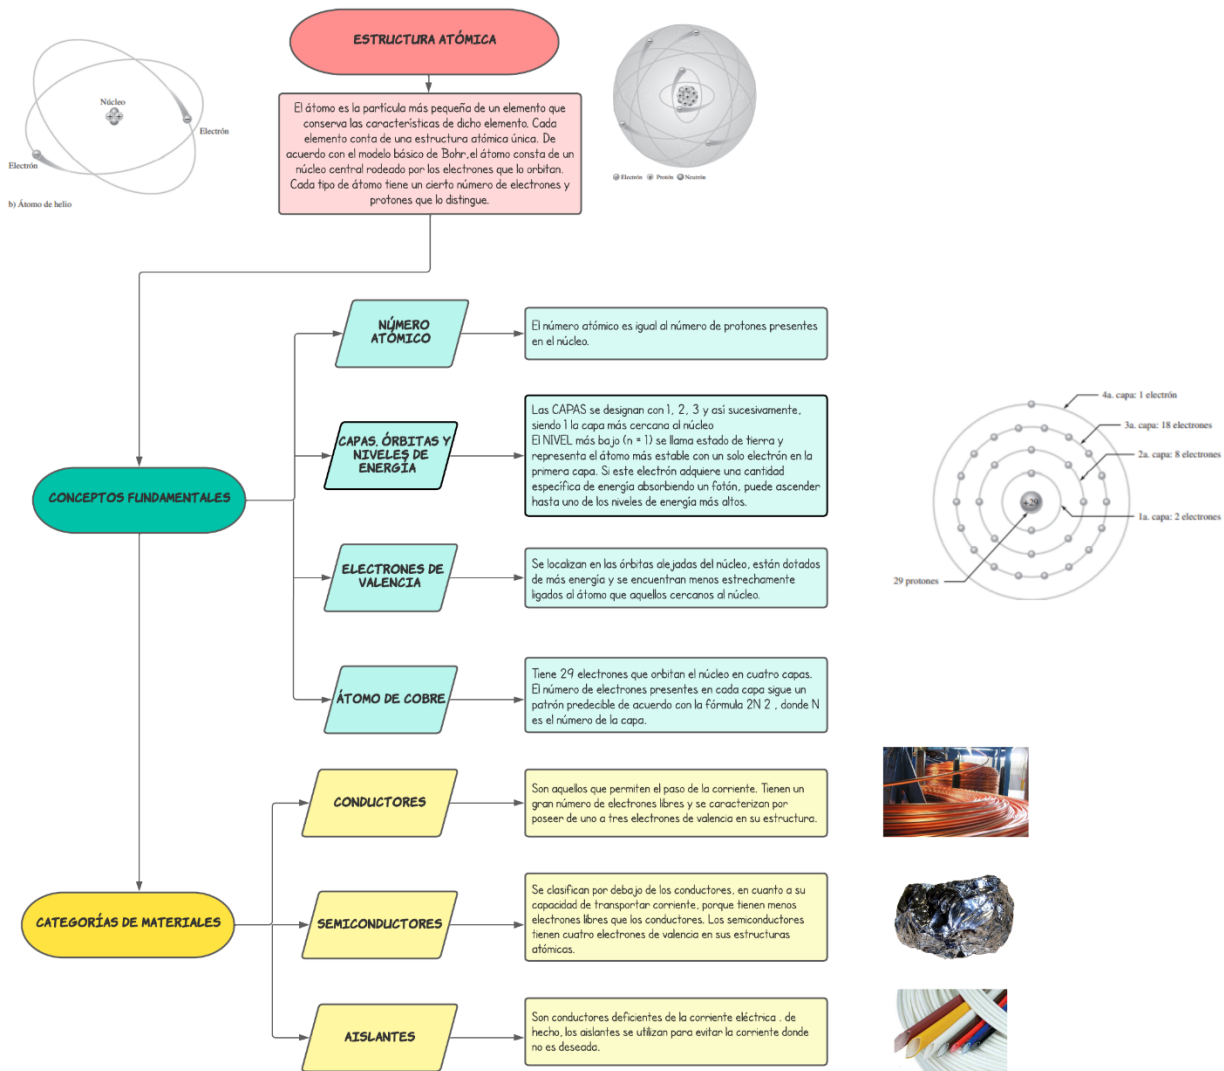 ESTRUCTURA ATÓMICA
Núcleo
Electrón
Electrón
b) Átomo de helio
El átomo es la partícula más pequeña de un elemento que
conserva las características de dicho elemento. Cada
elemento conta de una estructura atómica única. De
acuerdo con el modelo básico de Bohr,el átomo consta de un
núcleo central rodeado por los electrones que lo orbitan.
Cada tipo de átomo tiene un cierto número de electrones y
protones que lo distingue.
Electrón Protón Neutrón
CONCEPTOS FUNDAMENTALES
NÚMERO
ATÓMICO
El número atómico es igual al número de protones presentes
en el núcleo.
CAPAS, ÓRBITAS Y
NIVELES DE
ENERGÍA
Las CAPAS se designan con 1, 2, 3 y así sucesivamente,
siendo 1 la capa más cercana al núcleo
El NIVEL más bajo (n = 1) se llama estado de tierra y
representa el átomo más estable con un solo electrón en la
primera capa. Si este electrón adquiere una cantidad
específica de energía absorbiendo un fotón, puede ascender
hasta uno de los niveles de energía más altos.
4a. capa: 1 electrón
3a. capa: 18 electrones
2a. capa: 8 electrones
+29
1a. capa: 2 electrones
29 protones
ELECTRONES DE
VALENCIA
Se localizan en las órbitas alejadas del núcleo, están dotados
de más energía y se encuentran menos estrechamente
ligados al átomo que aquellos cercanos al núcleo.
ÁTOMO DE COBRE
Tiene 29 electrones que orbitan el núcleo en cuatro capas.
El número de electrones presentes en cada capa sigue un
patrón predecible de acuerdo con la fórmula 2N 2 , donde N
es el número de la capa.
CATEGORÍAS DE MATERIALES
CONDUCTORES
Son aquellos que permiten el paso de la corriente. Tienen un
gran número de electrones libres y se caracterizan por
poseer de uno a tres electrones de valencia en su estructura.
SEMICONDUCTORES
Se clasifican por debajo de los conductores, en cuanto a su
capacidad de transportar corriente, porque tienen menos
electrones libres que los conductores. Los semiconductores
tienen cuatro electrones de valencia en sus estructuras
atómicas.
AISLANTES
Son conductores deficientes de la corriente eléctrica . de
hecho, los aislantes se utilizan para evitar la corriente donde
no es deseada.